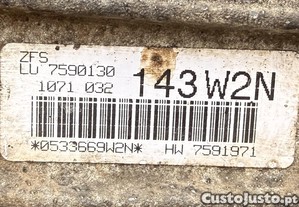 ZFS
LU 7590130
1071 032
143W2N
*0533669W2N* HW 7591971
CustoJusto.pt